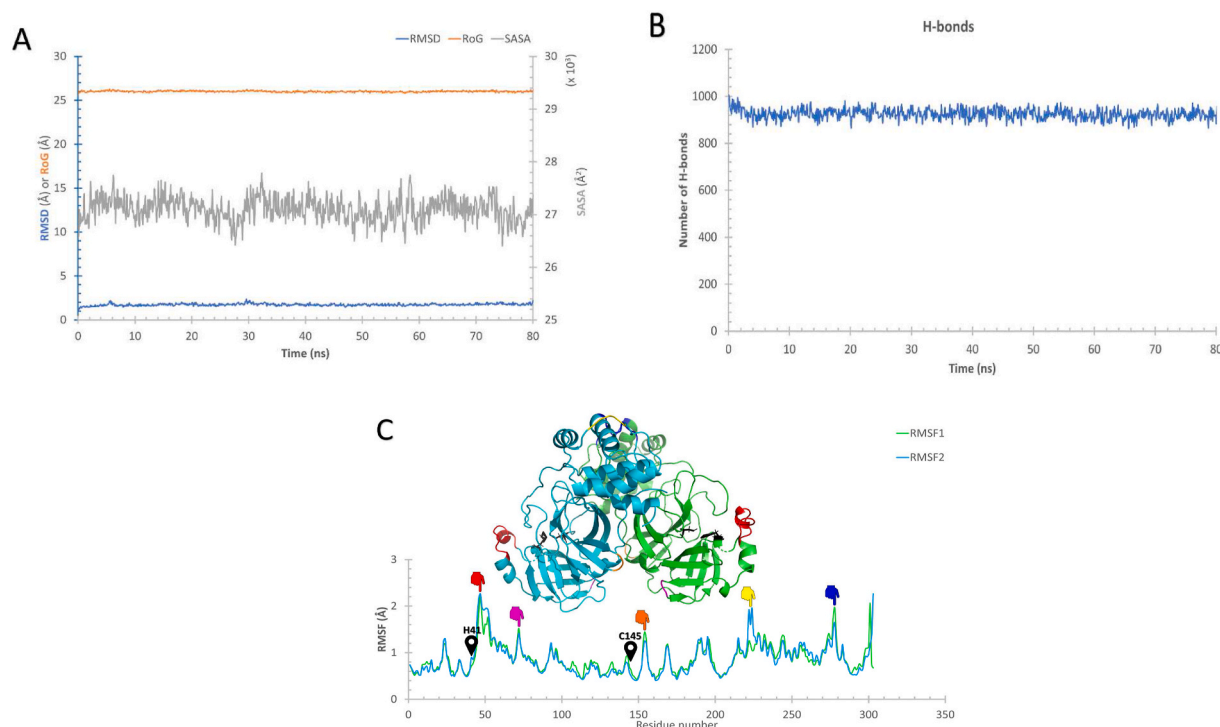 A
RMSD RoG SASA
30
25
20
15
10
5
0
RMSD (Å) or RoG (Å)
0 10 20 30 40 50 60 70 80
Time (ns)
30
29
28
27
26
25
(x 10³)
SASA (Å²)
B
H-bonds
1200
1000
800
600
400
200
0
Number of H-bonds
0 10 20 30 40 50 60 70 80
Time (ns)
C
RMSF1
RMSF2
3
2
1
0
RMSF (Å)
H41
C145
0 50 100 150 200 250 300 350
Residue number